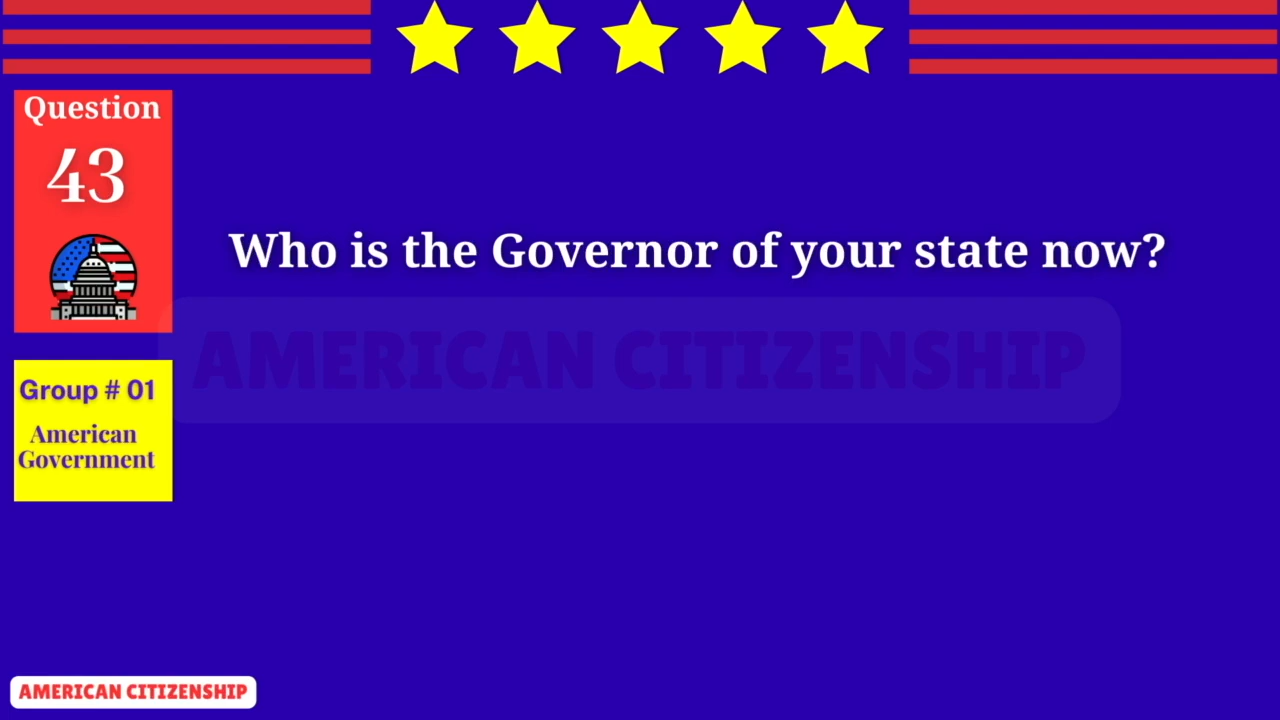 Question
43
Who is the Governor of your state now?
AMERICAN CITIZENSHIP
Group # 01
American
Government
AMERICAN CITIZENSHIP